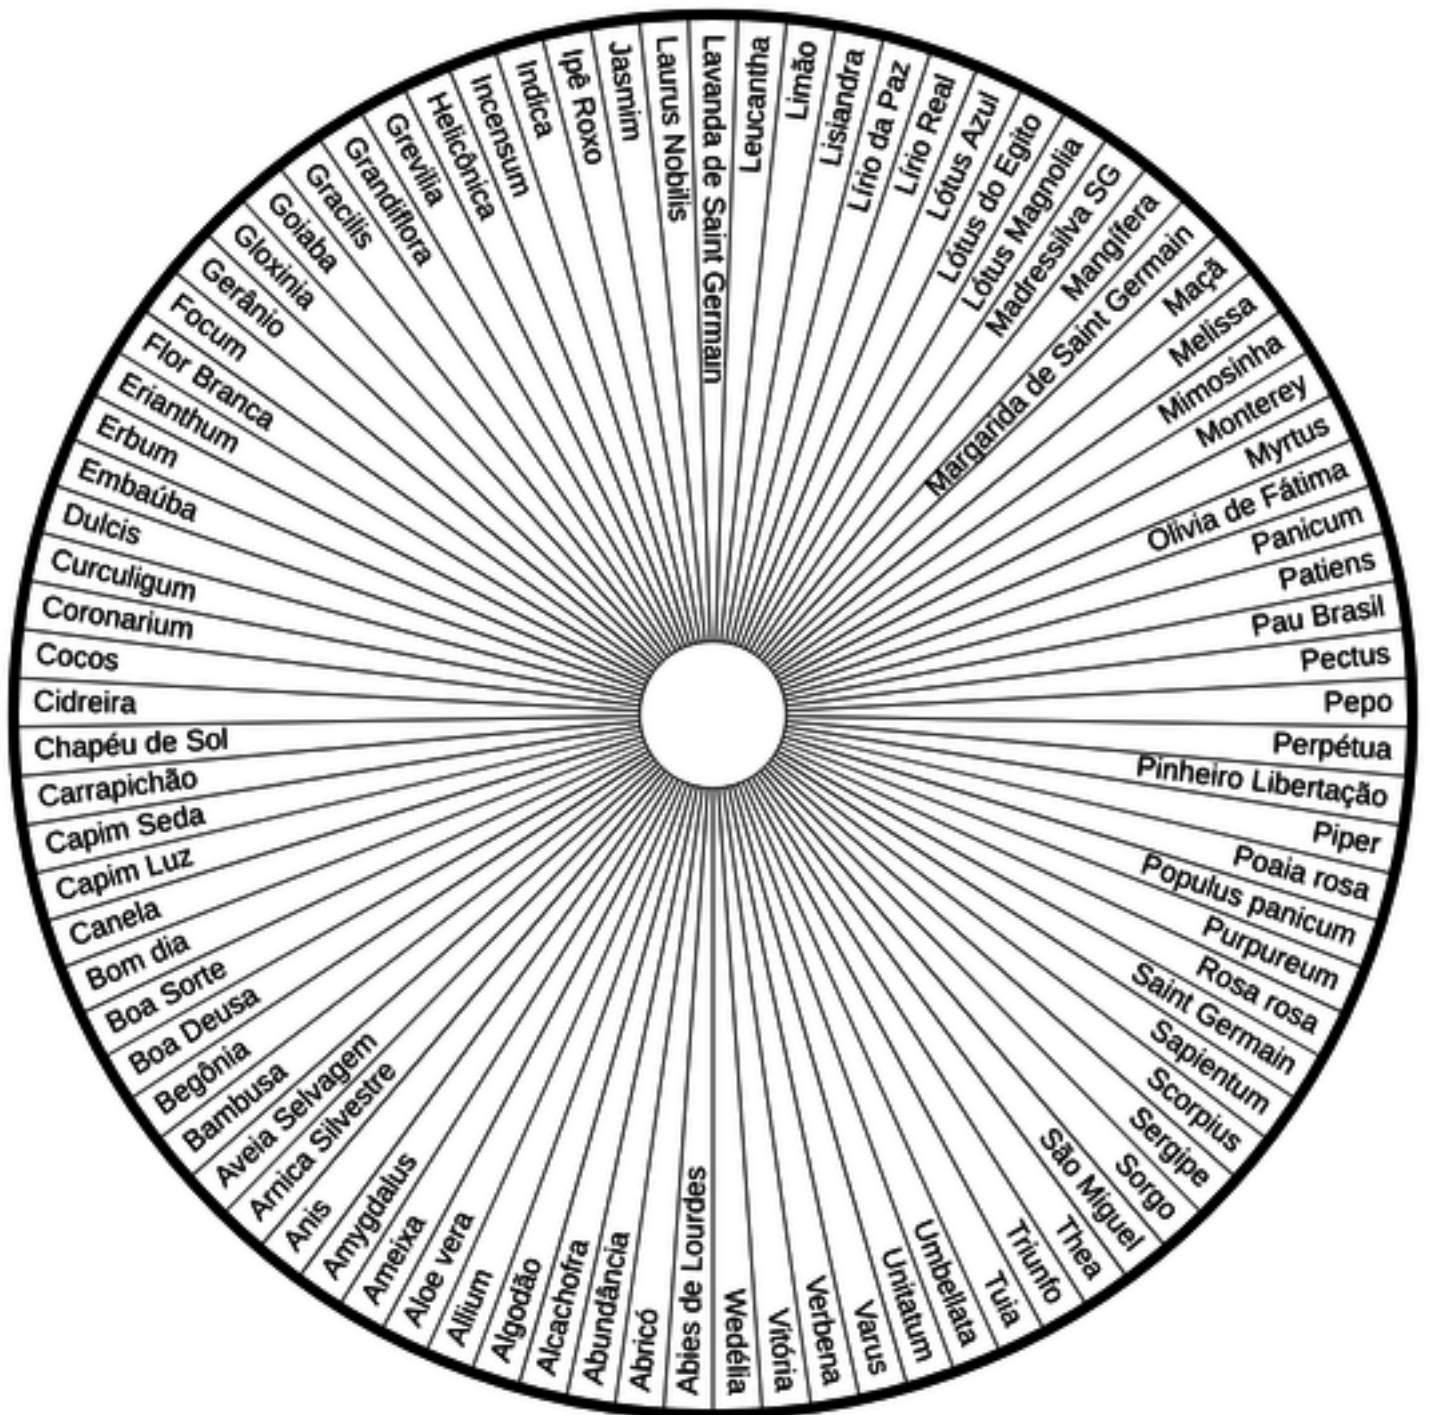 Abies de Lourdes
Abricó
Abundância
Alcachofra
Algodão
Allium
Aloe vera
Ameixa
Amygdalus
Anis
Arnica Silvestre
Aveia Selvagem
Bambusa
Begônia
Boa Deusa
Boa Sorte
Bom dia
Canela
Capim Luz
Capim Seda
Carrapichão
Chapéu de Sol
Cidreira
Cocos
Coronarium
Curculigum
Dulcis
Embaúba
Erbum
Erianthum
Flor Branca
Focum
Gerânio
Gloxinia
Goiaba
Gracilis
Grandiflora
Grevília
Helicônica
Incensum
Indica
Ipê Roxo
Jasmim
Laurus Nobilis
Lavanda de Saint Germain
Leucantha
Limão
Lisiandra
Lírio da Paz
Lírio Real
Lótus Azul
Lótus do Egito
Lótus Magnolia
Madressilva SG
Mangífera
Margarida de Saint Germain
Maçã
Melissa
Mimosinha
Monterey
Myrtus
Olivia de Fátima
Panicum
Patiens
Pau Brasil
Pectus
Pepo
Perpétua
Pinheiro Libertação
Piper
Poaia rosa
Populus panicum
Purpureum
Rosa rosa
Saint Germain
Sapientum
Scorpius
Sergipe
Sorgo
São Miguel
Thea
Triunfo
Tuia
Umbellata
Unitatum
Varus
Verbena
Vitória
Wedélia